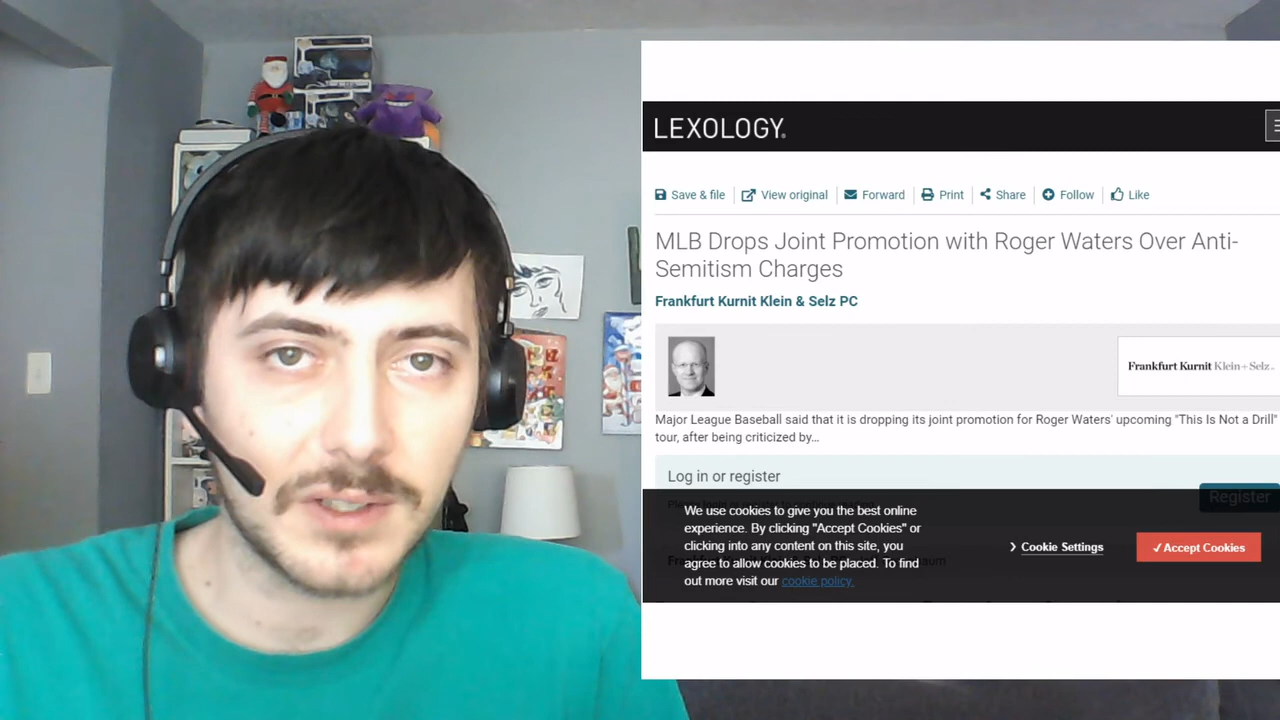 LEXOLOGY.
Save & file
View original
Forward
Print
Share
Follow
Like
MLB Drops Joint Promotion with Roger Waters Over Anti-
Semitism Charges
Frankfurt Kurnit Klein & Selz PC
Frankfurt Kurnit Klein + Selz PC
Major League Baseball said that it is dropping its joint promotion for Roger Waters' upcoming "This Is Not a Drill"
tour, after being criticized by...
Log in or register
Register
We use cookies to give you the best online
experience. By clicking "Accept Cookies" or
clicking into any content on this site, you
agree to allow cookies to be placed. To find
out more visit our cookie policy.
Cookie Settings
Accept Cookies